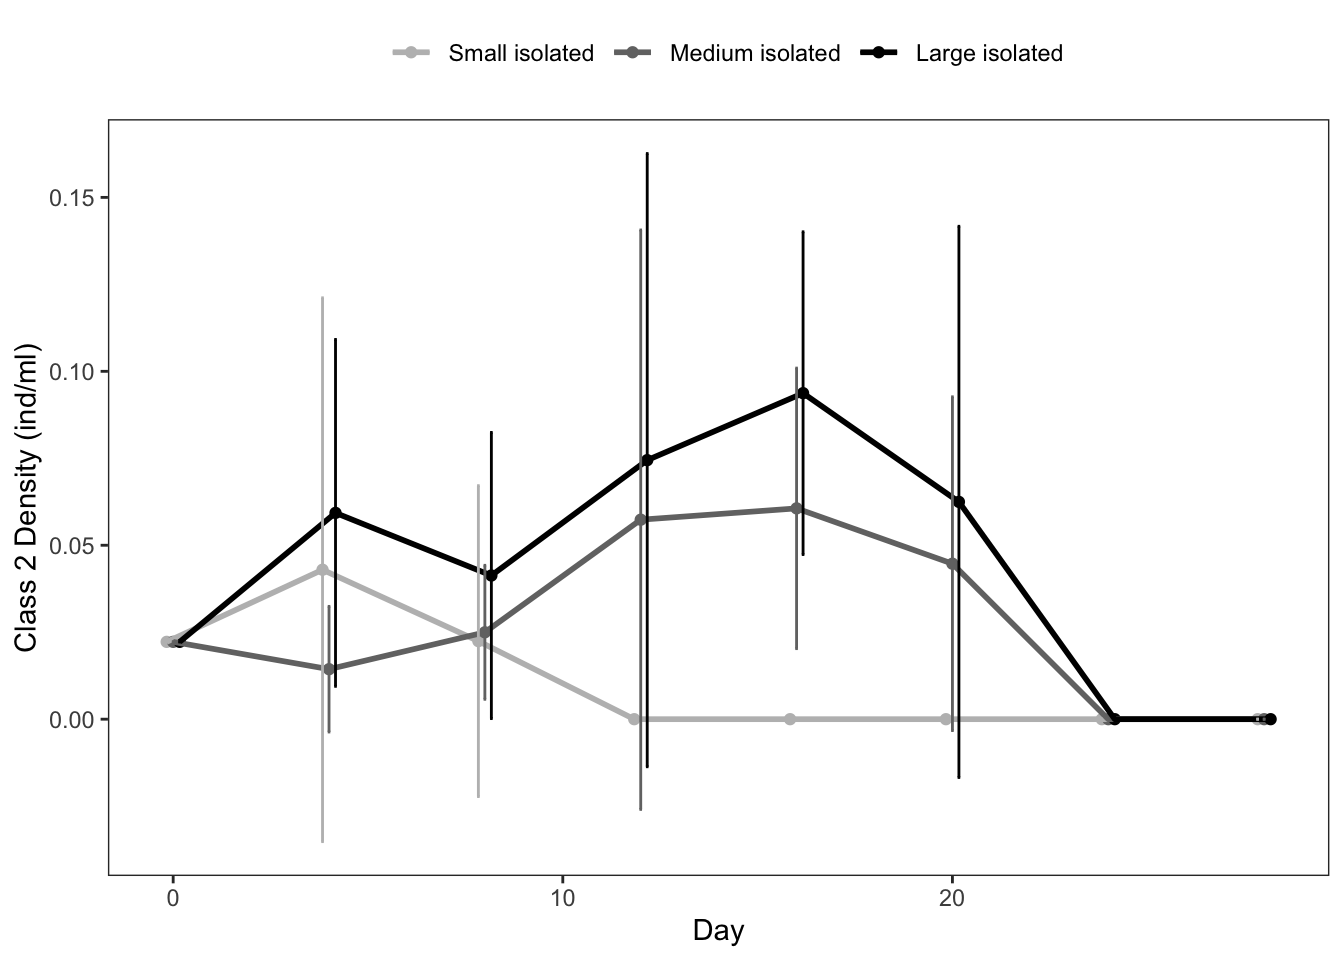 Small isolated Medium isolated Large isolated
0.15
0.10
0.05
0.00
Class 2 Density (ind/ml)
0 10 20
Day